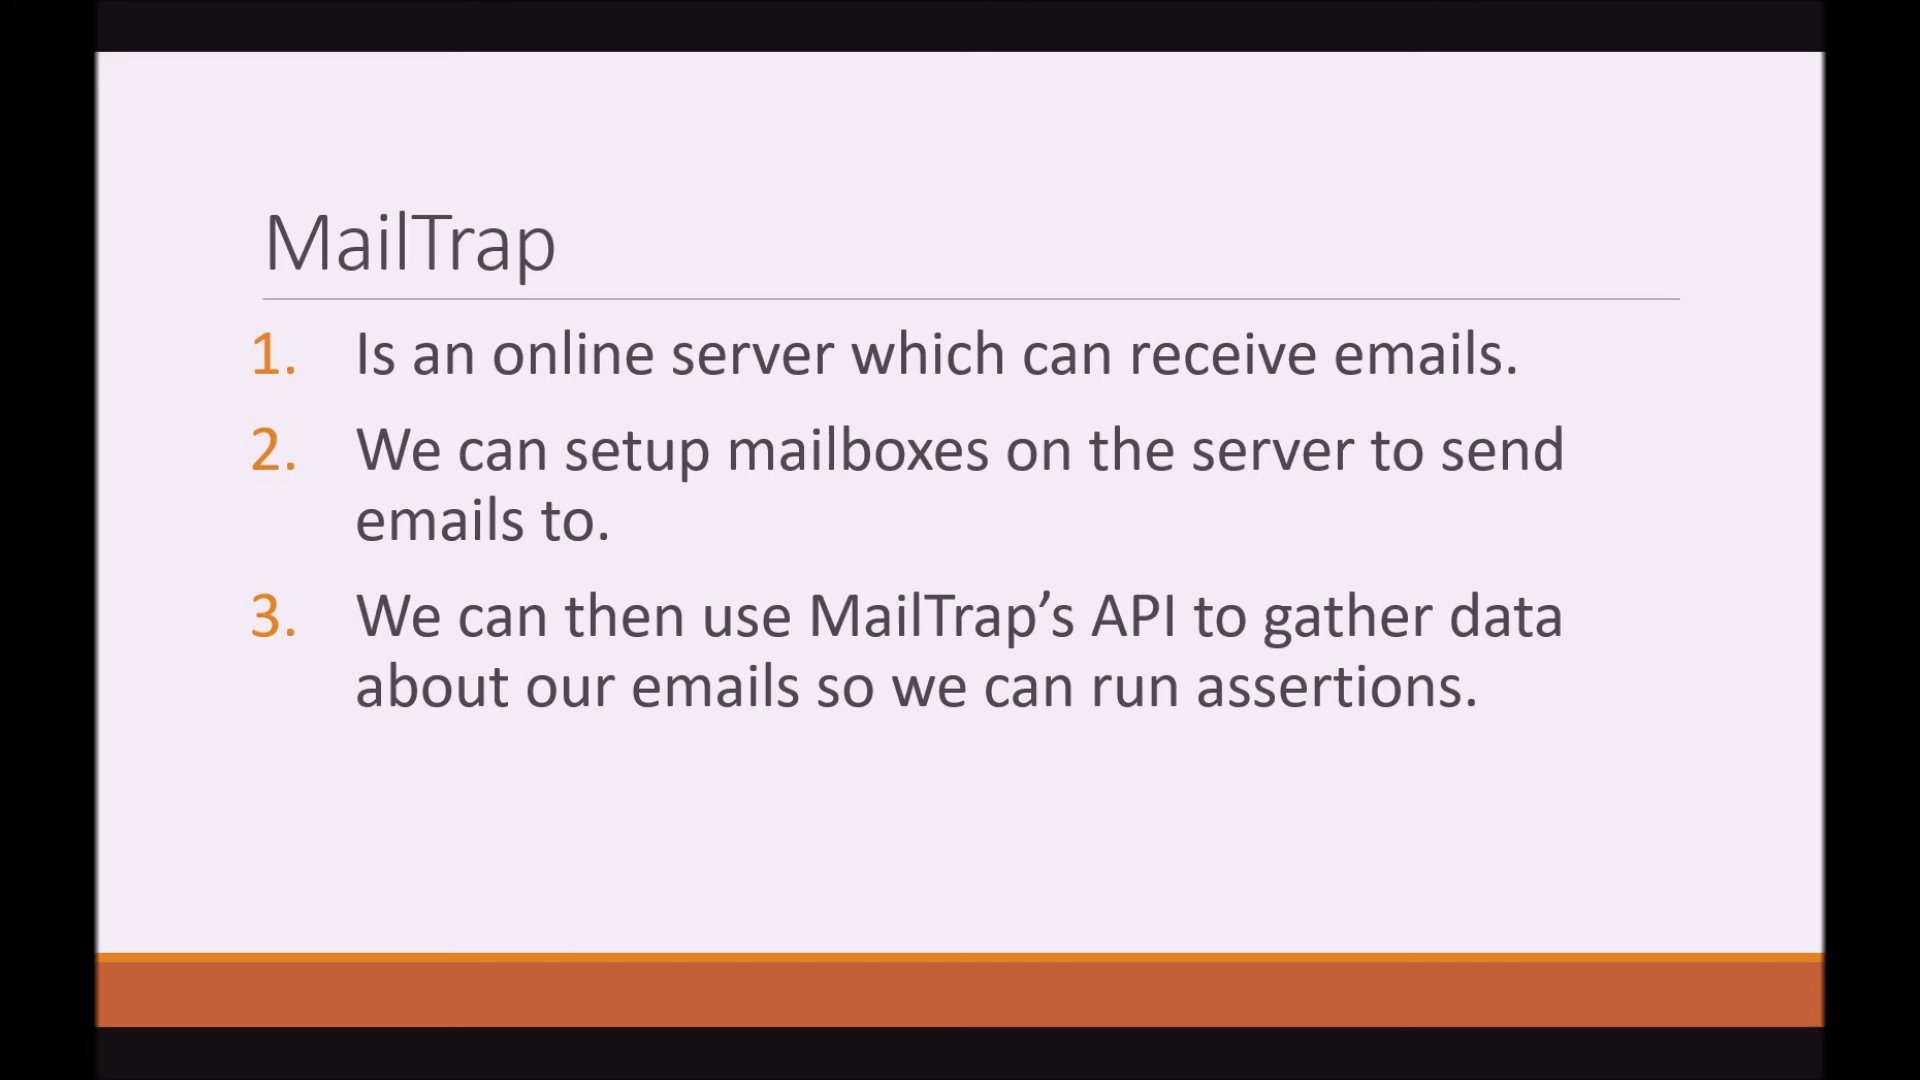 MailTrap
1. Is an online server which can receive emails.
2. We can setup mailboxes on the server to send
emails to.
3. We can then use MailTrap’s API to gather data
about our emails so we can run assertions.